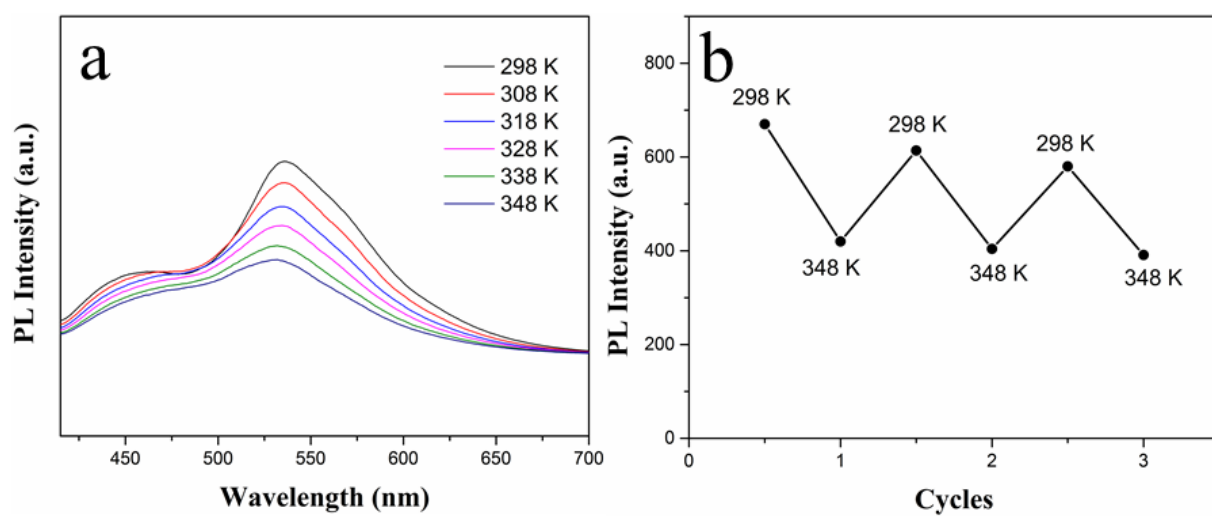 a
298 K
308 K
318 K
328 K
338 K
348 K
PL Intensity (a.u.)
450 500 550 600 650 700
Wavelength (nm)
b
800
600
400
200
0
PL Intensity (a.u.)
298 K
298 K
298 K
348 K
348 K
348 K
0 1 2 3
Cycles